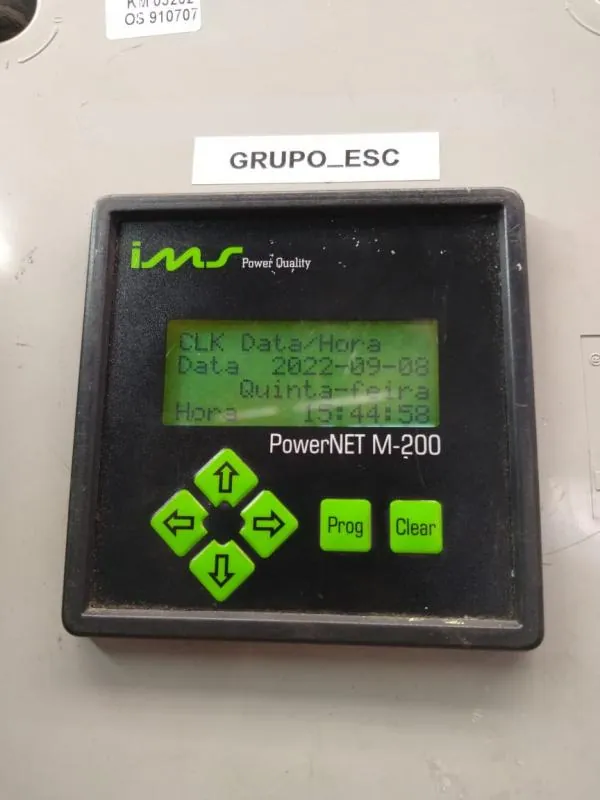 OS 910707
GRUPO_ESC
ims Power Quality
CLK Data/Hora
Data 2022-09-08
Quinta-feira
Hora 15:44:58
PowerNET M-200
Prog
Clear